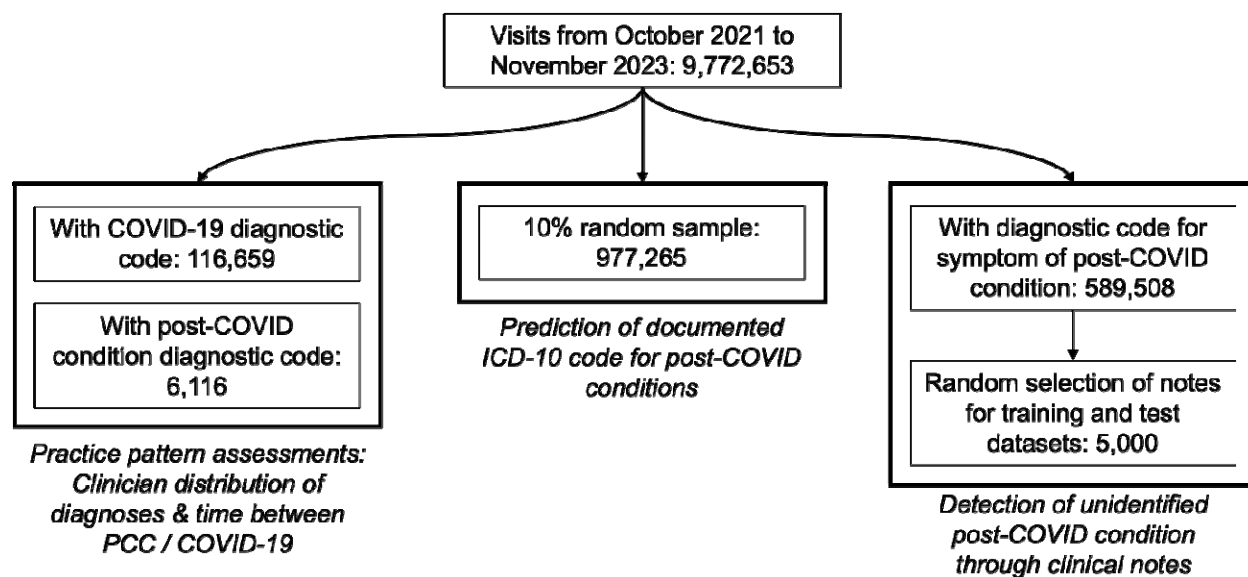 Visits from October 2021 to
November 2023: 9,772,653
With COVID-19 diagnostic
code: 116,659
With post-COVID
condition diagnostic code:
6,116
Practice pattern assessments:
Clinician distribution of
diagnoses & time between
PCC / COVID-19
10% random sample:
977,265
Prediction of documented
ICD-10 code for post-COVID
conditions
With diagnostic code for
symptom of post-COVID
condition: 589,508
Random selection of notes
for training and test
datasets: 5,000
Detection of unidentified
post-COVID condition
through clinical notes